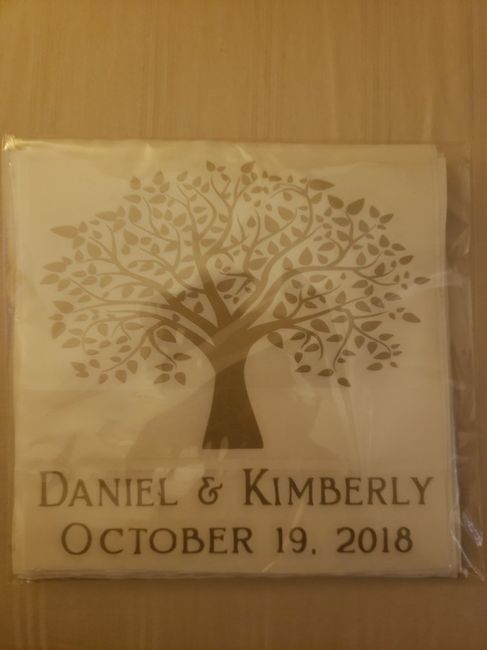 Daniel & Kimberly
October 19, 2018